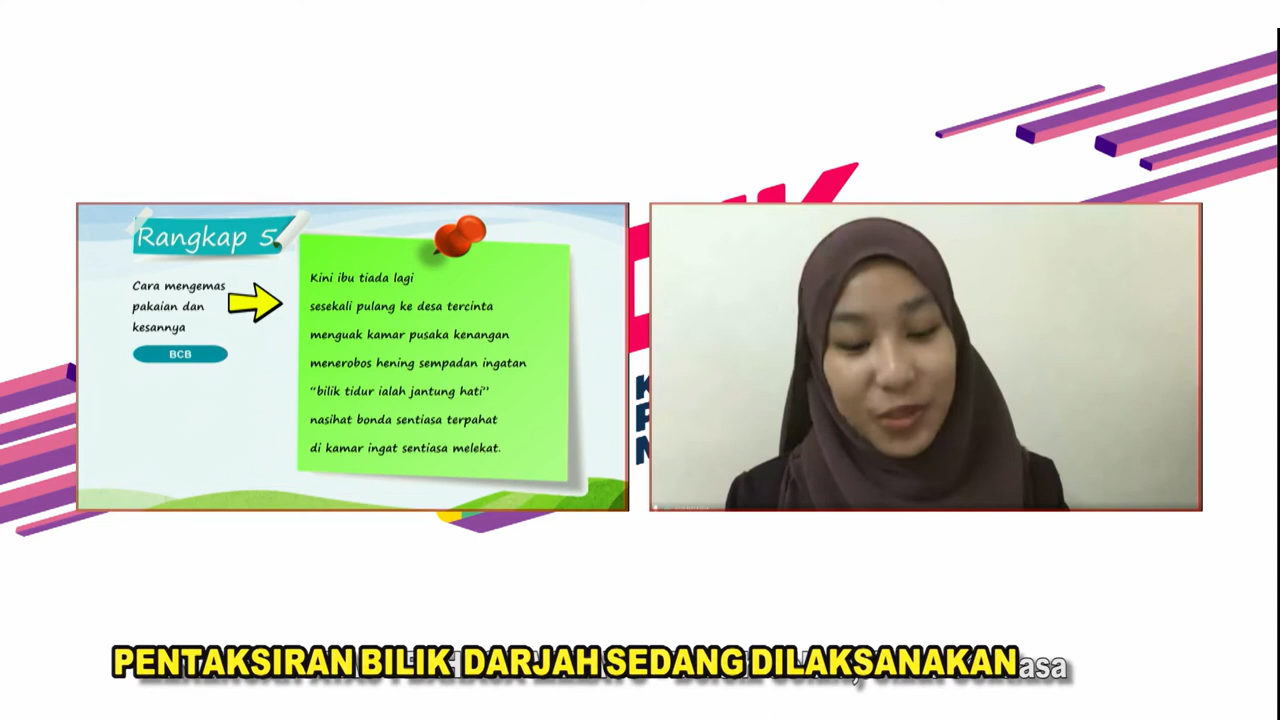 Rangkap 5
Cara mengemas
pakaian dan
kesannya
BCB
Kini ibu tiada lagi
sesekali pulang ke desa tercinta
menguak kamar pusaka kenangan
menerobos hening sempadan ingatan
“bilik tidur ialah jantung hati”
nasihat bonda sentiasa terpahat
di kamar ingat sentiasa melekat.
PENTAKSIRAN BILIK DARJAH SEDANG DILAKSANAKAN